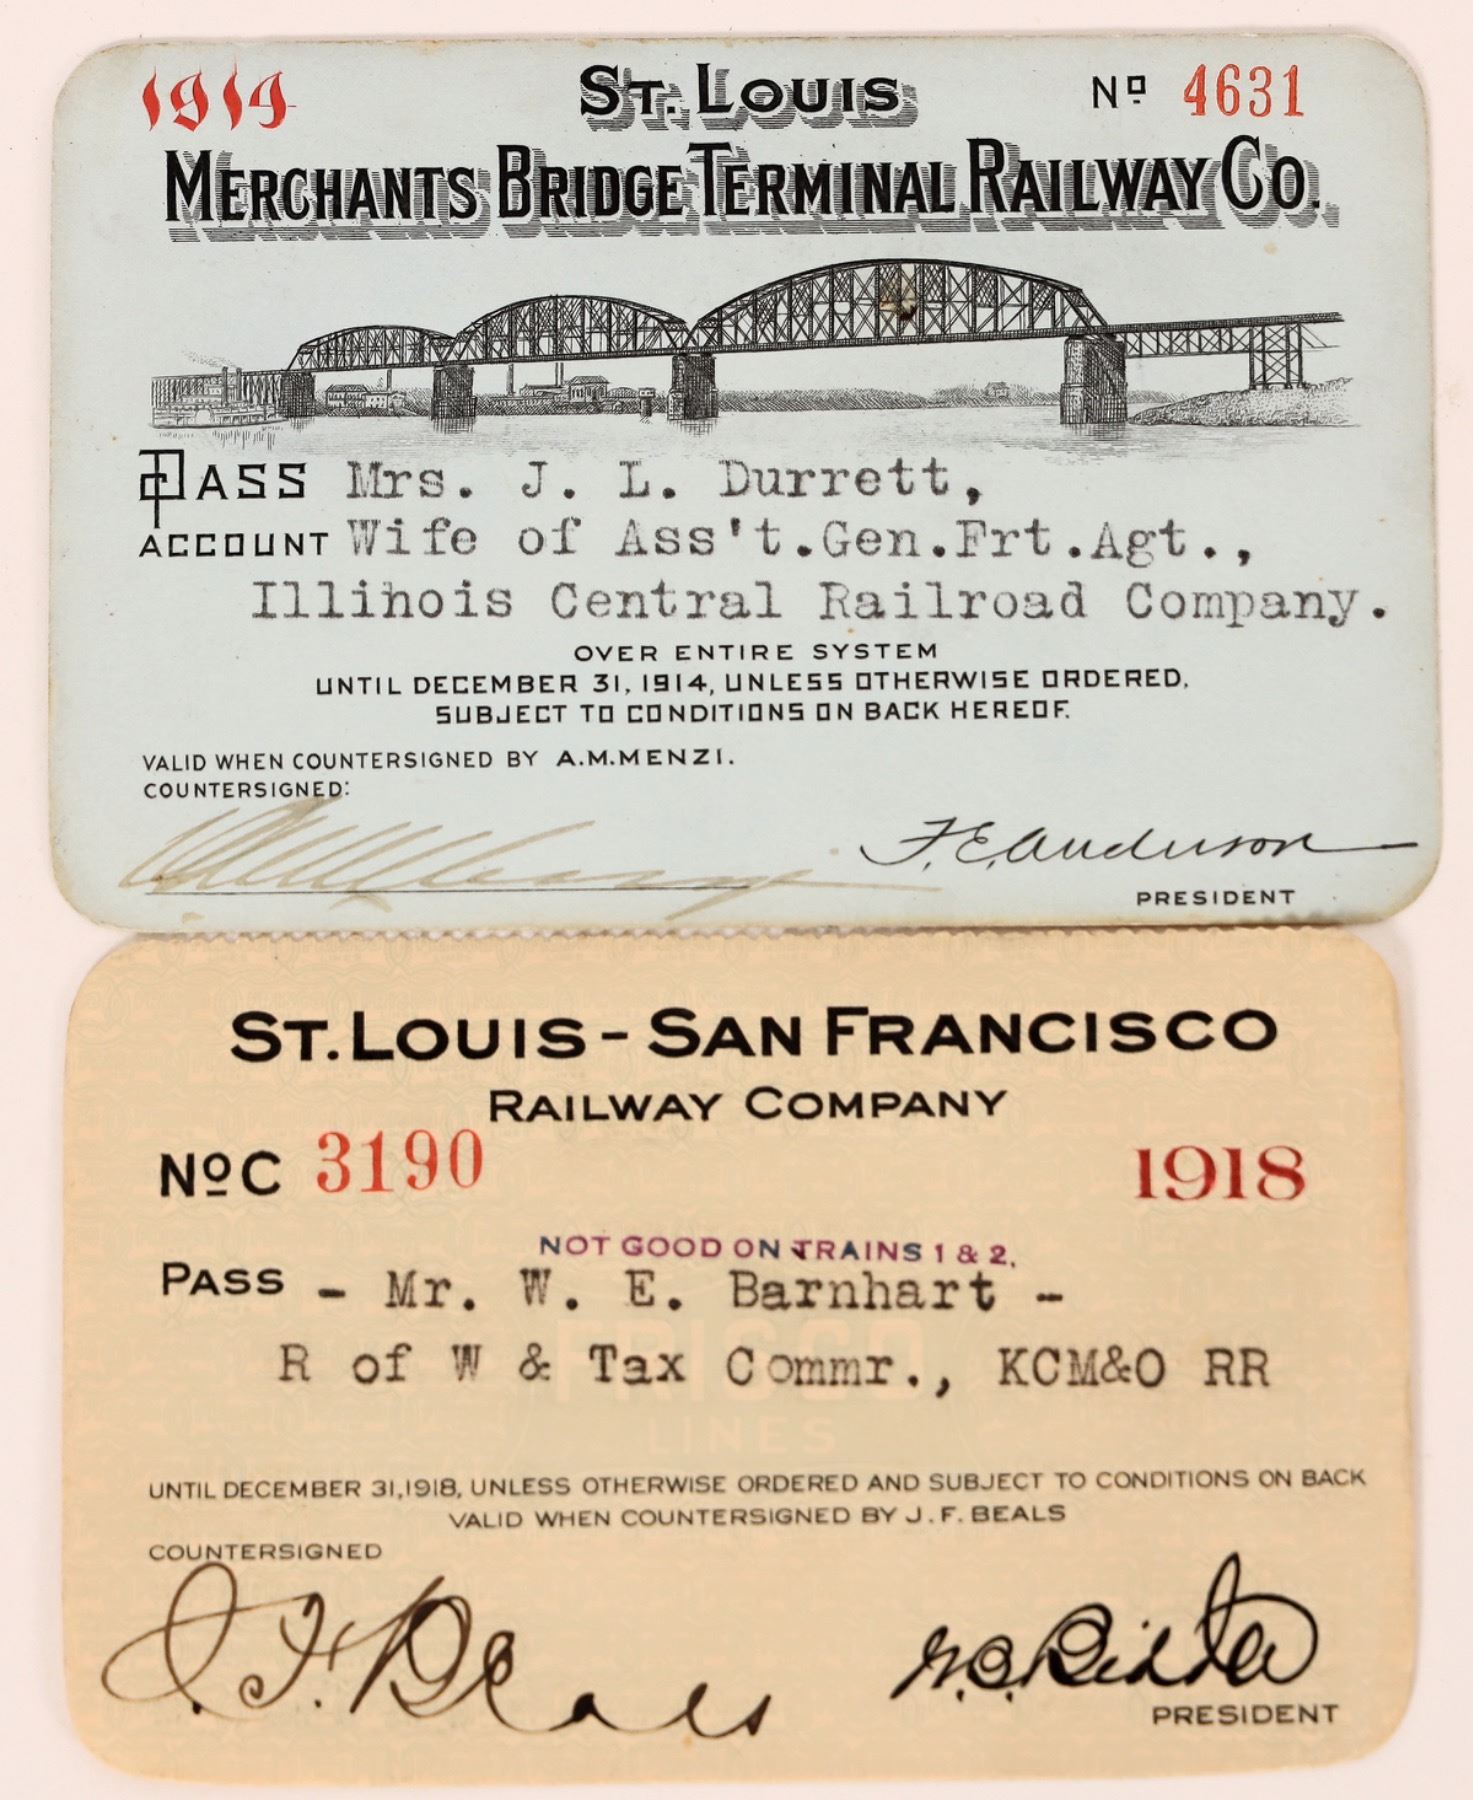 1914 St. Louis Nº 4631
Merchants Bridge Terminal Railway Co.
PASS Mrs. J. L. Durrett,
ACCOUNT Wife of Ass't.Gen.Frt.Agt.,
Illinois Central Railroad Company.
OVER ENTIRE SYSTEM
UNTIL DECEMBER 31, 1914, UNLESS OTHERWISE ORDERED,
SUBJECT TO CONDITIONS ON BACK HEREOF.
VALID WHEN COUNTERSIGNED BY A.M.MENZI.
COUNTERSIGNED:
F. E. Anderson
PRESIDENT
St. Louis - San Francisco
Railway Company
Nº C 3190 1918
NOT GOOD ON TRAINS 1 & 2.
PASS - Mr. W. E. Barnhart -
R of W & Tax Commr., KCM&O RR
FRISCO
LINES
UNTIL DECEMBER 31,1918, UNLESS OTHERWISE ORDERED AND SUBJECT TO CONDITIONS ON BACK
VALID WHEN COUNTERSIGNED BY J. F. BEALS
COUNTERSIGNED
J. F. Beals
PRESIDENT